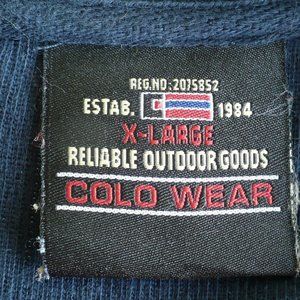 REG.NO: 2075852
ESTAB. 1984
X-LARGE
RELIABLE OUTDOOR GOODS
COLO WEAR